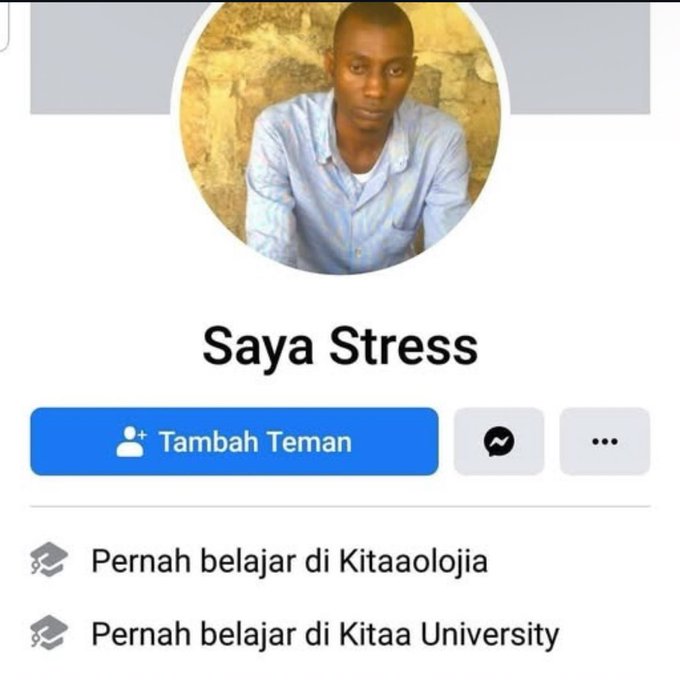 Saya Stress
Tambah Teman
Pernah belajar di Kitaaolojia
Pernah belajar di Kitaa University